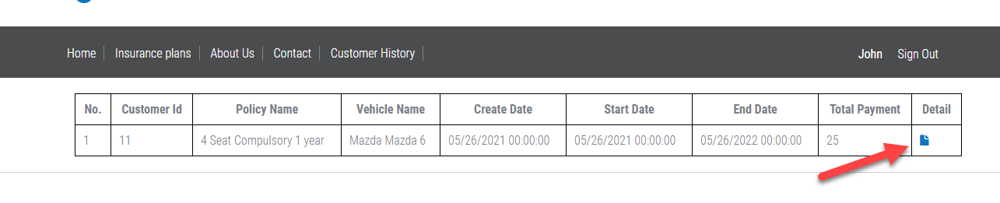 Home Insurance plans About Us Contact Customer History John Sign Out
No. Customer Id Policy Name Vehicle Name Create Date Start Date End Date Total Payment Detail
1 11 4 Seat Compulsory 1 year Mazda Mazda 6 05/26/2021 00:00:00 05/26/2021 00:00:00 05/26/2022 00:00:00 25